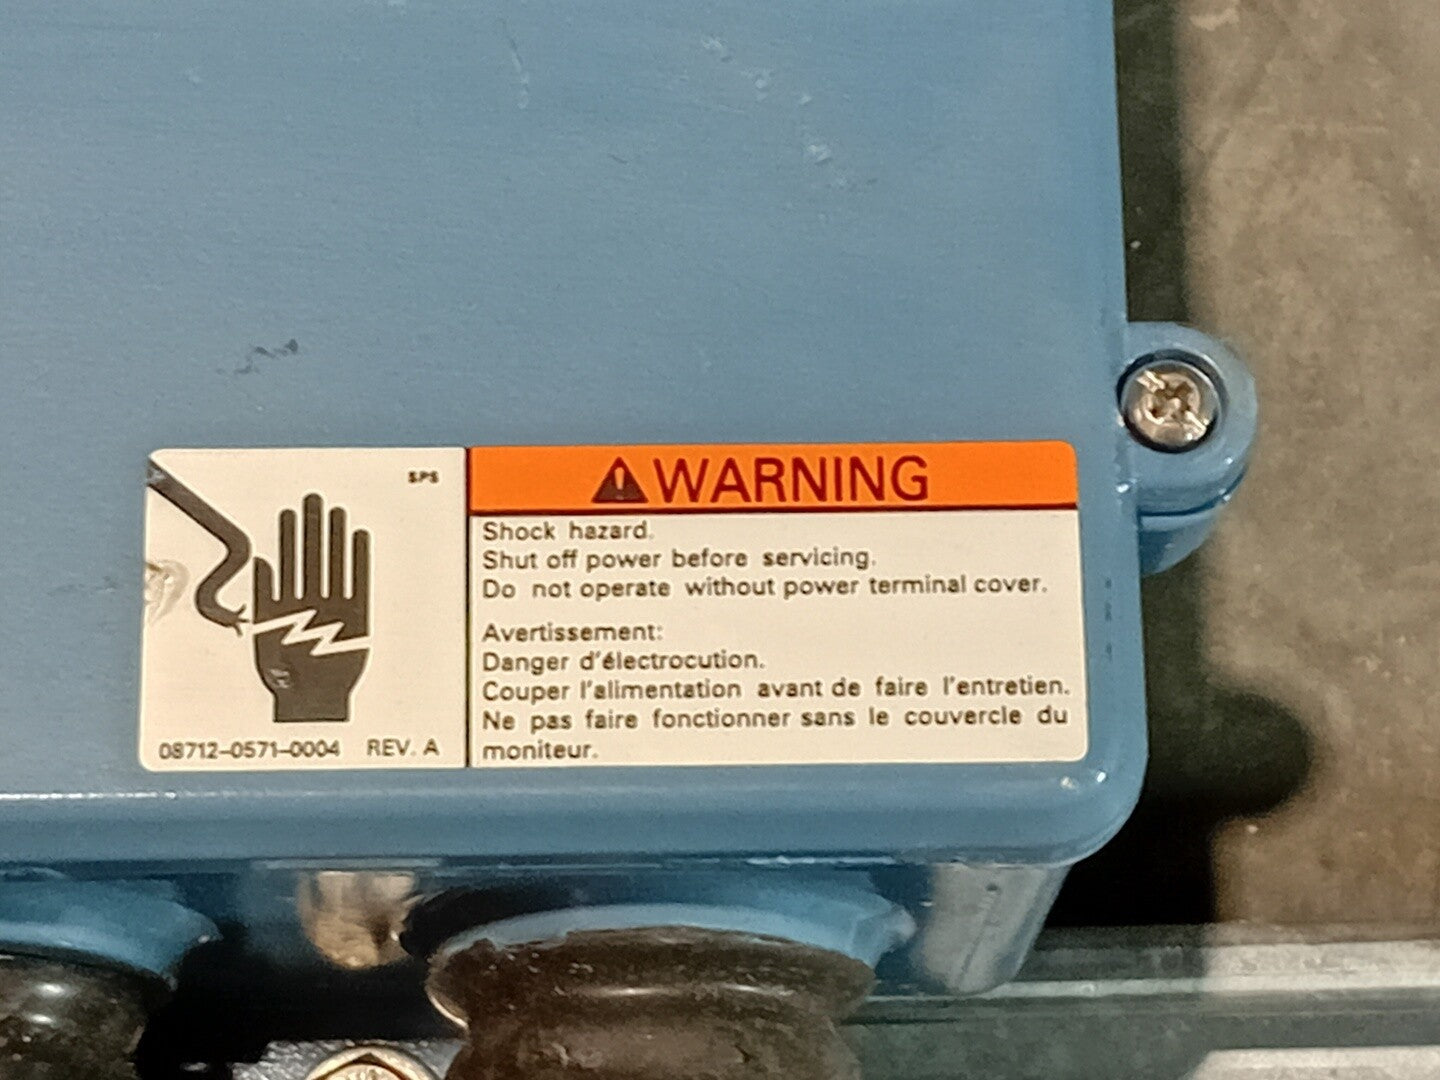 SPS
08712-0571-0004 REV. A
WARNING
Shock hazard.
Shut off power before servicing.
Do not operate without power terminal cover.
Avertissement:
Danger d'électrocution.
Couper l'alimentation avant de faire l'entretien.
Ne pas faire fonctionner sans le couvercle du
moniteur.